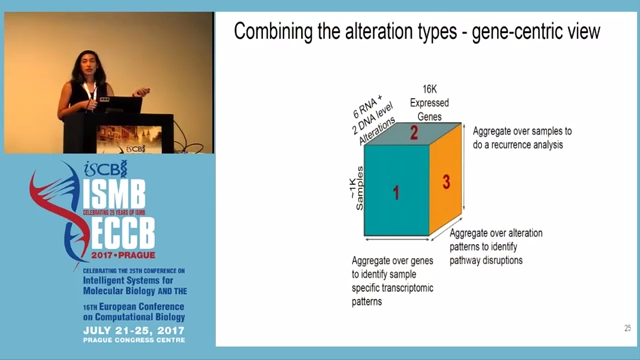 Combining the alteration types - gene-centric view
6 RNA +
2 DNA level
Alterations
16K
Expressed
Genes
~1K
Samples
2
1
3
Aggregate over samples to
do a recurrence analysis
Aggregate over alteration
patterns to identify
pathway disruptions
Aggregate over genes
to identify sample
specific transcriptomic
patterns
25
ISCB
ISCB
ISMB
CELEBRATING 25 YEARS OF ISMB
ECCB
2017 • PRAGUE
CELEBRATING THE 25TH CONFERENCE ON
Intelligent Systems for
Molecular Biology AND THE
16TH European Conference
on Computational Biology
JULY 21-25, 2017
PRAGUE CONGRESS CENTRE